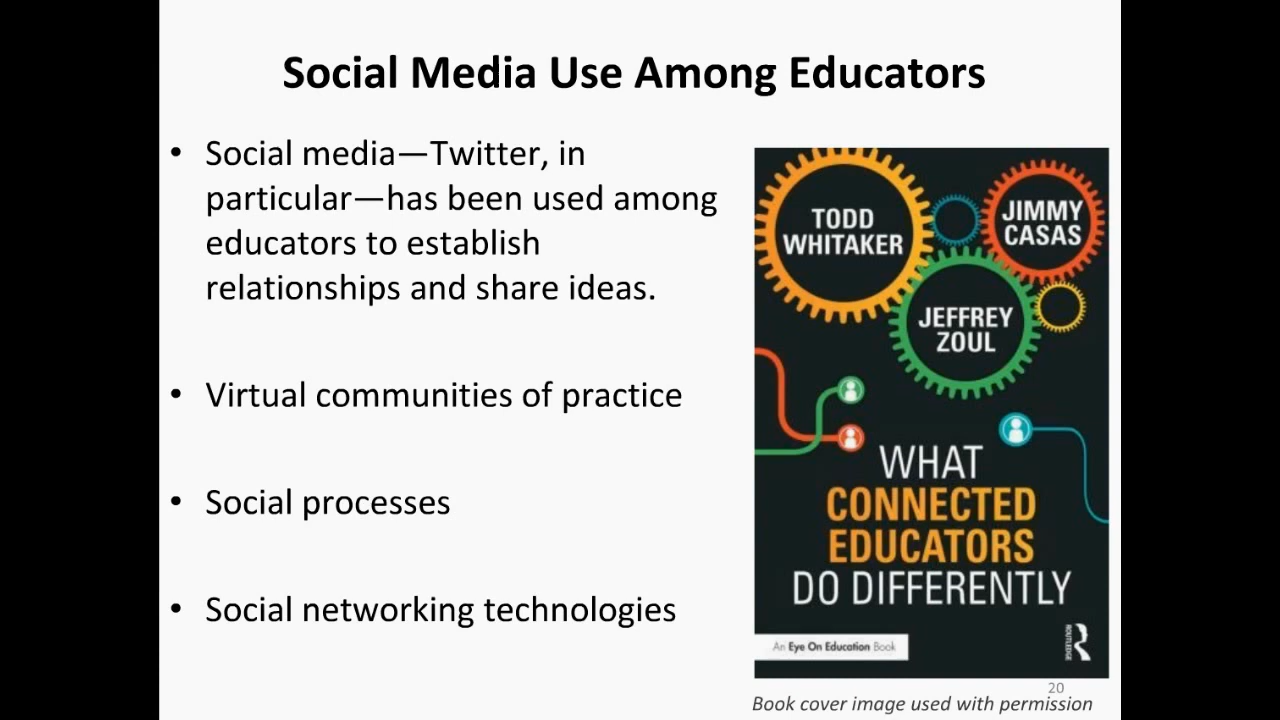 Social Media Use Among Educators
• Social media—Twitter, in
particular—has been used among
educators to establish
relationships and share ideas.
• Virtual communities of practice
• Social processes
• Social networking technologies
TODD
WHITAKER
JIMMY
CASAS
JEFFREY
ZOUL
WHAT
CONNECTED
EDUCATORS
DO DIFFERENTLY
An Eye On Education Book
ROUTLEDGE
20
Book cover image used with permission